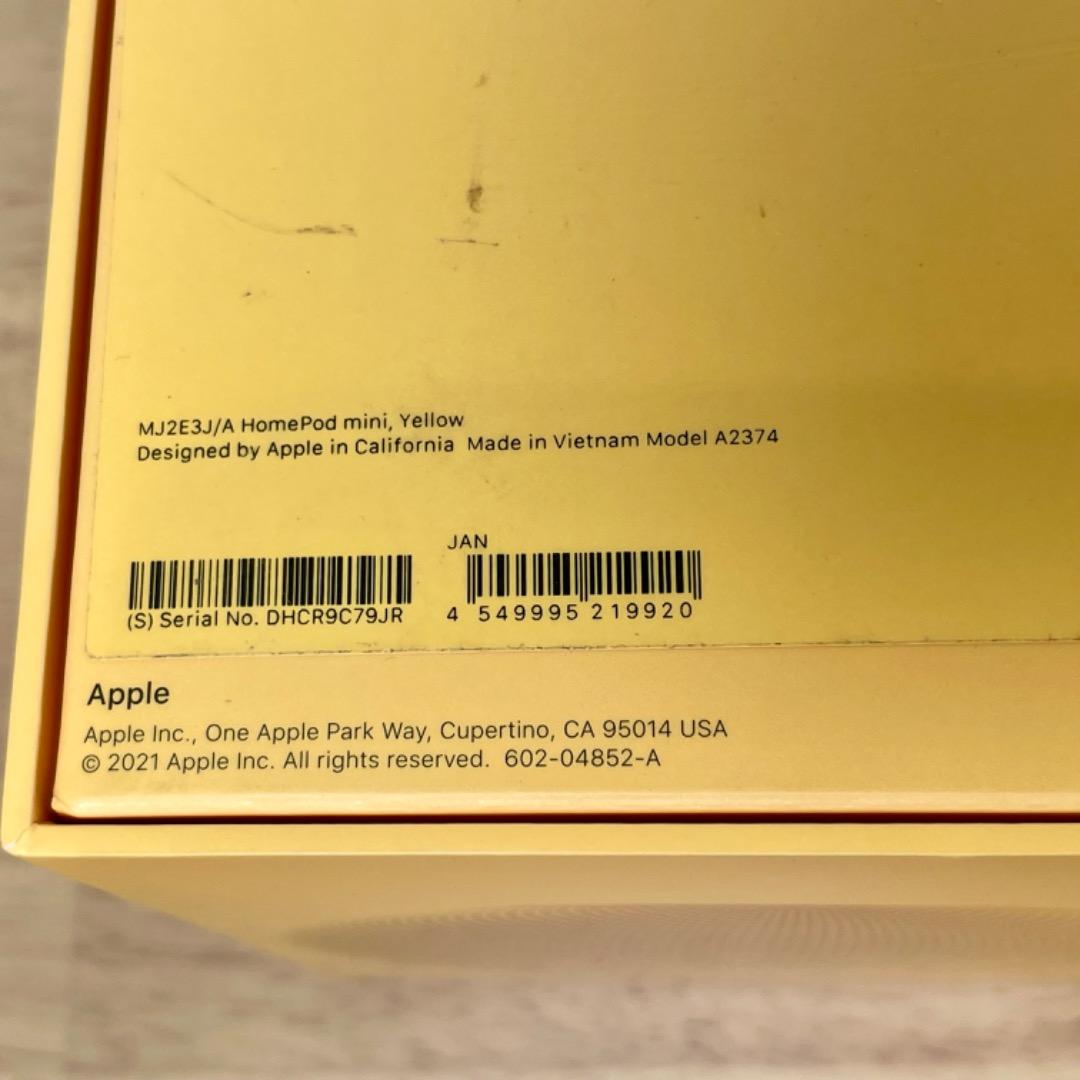 MJ2E3J/A HomePod mini, Yellow
Designed by Apple in California Made in Vietnam Model A2374
JAN
(S) Serial No. DHCR9C79JR
4 549995 219920
Apple
Apple Inc., One Apple Park Way, Cupertino, CA 95014 USA
© 2021 Apple Inc. All rights reserved. 602-04852-A